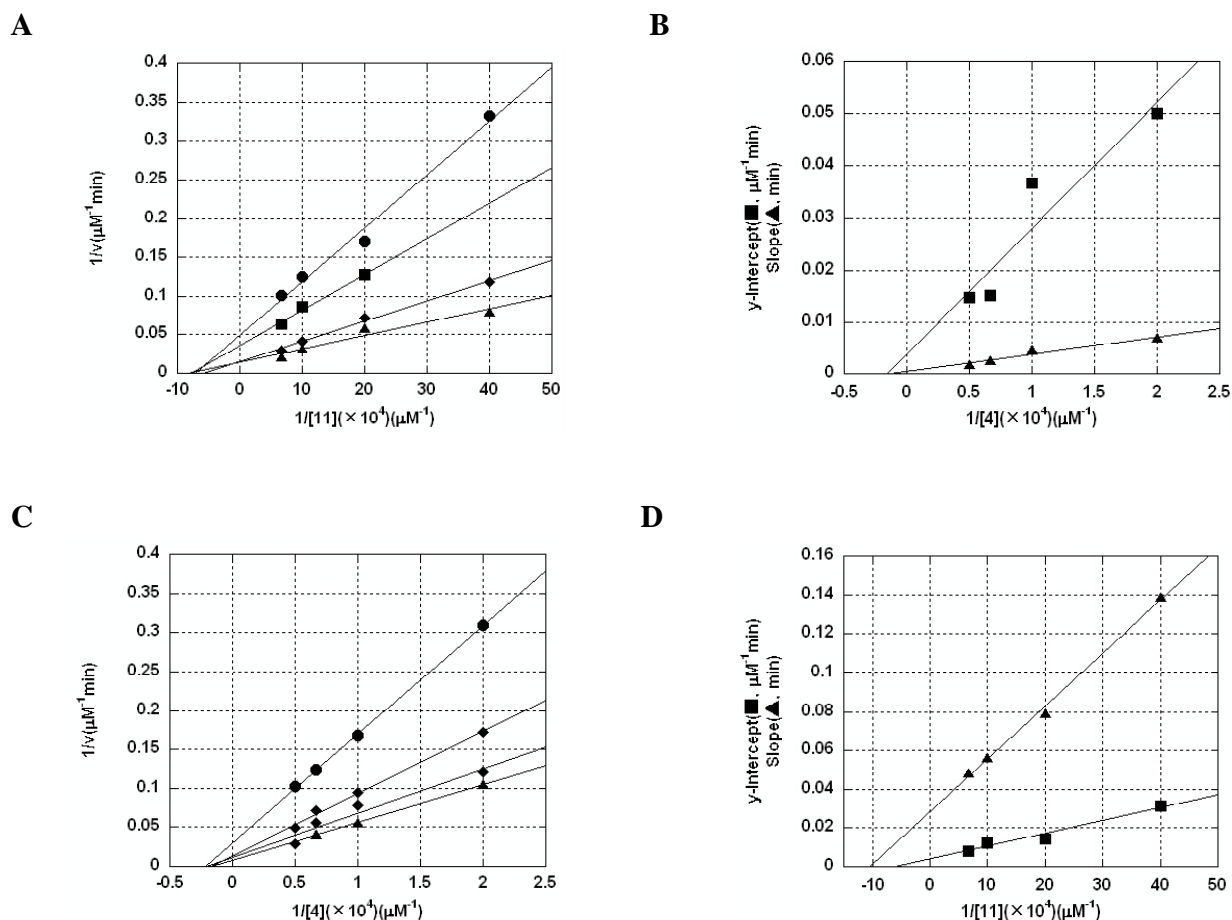 A
0.4
0.35
0.3
0.25
0.2
0.15
0.1
0.05
0
1/v(μM⁻¹min)
-10 0 10 20 30 40 50
1/[11](×10⁴)(μM⁻¹)
B
0.06
0.05
0.04
0.03
0.02
0.01
0
y-Intercept(■, μM⁻¹min)
Slope(▲, min)
-0.5 0 0.5 1 1.5 2 2.5
1/[4](×10⁴)(μM⁻¹)
C
0.4
0.35
0.3
0.25
0.2
0.15
0.1
0.05
0
1/v(μM⁻¹min)
-0.5 0 0.5 1 1.5 2 2.5
1/[4](×10⁴)(μM⁻¹)
D
0.16
0.14
0.12
0.1
0.08
0.06
0.04
0.02
0
y-Intercept(■, μM⁻¹min)
Slope(▲, min)
-10 0 10 20 30 40 50
1/[11](×10⁴)(μM⁻¹)